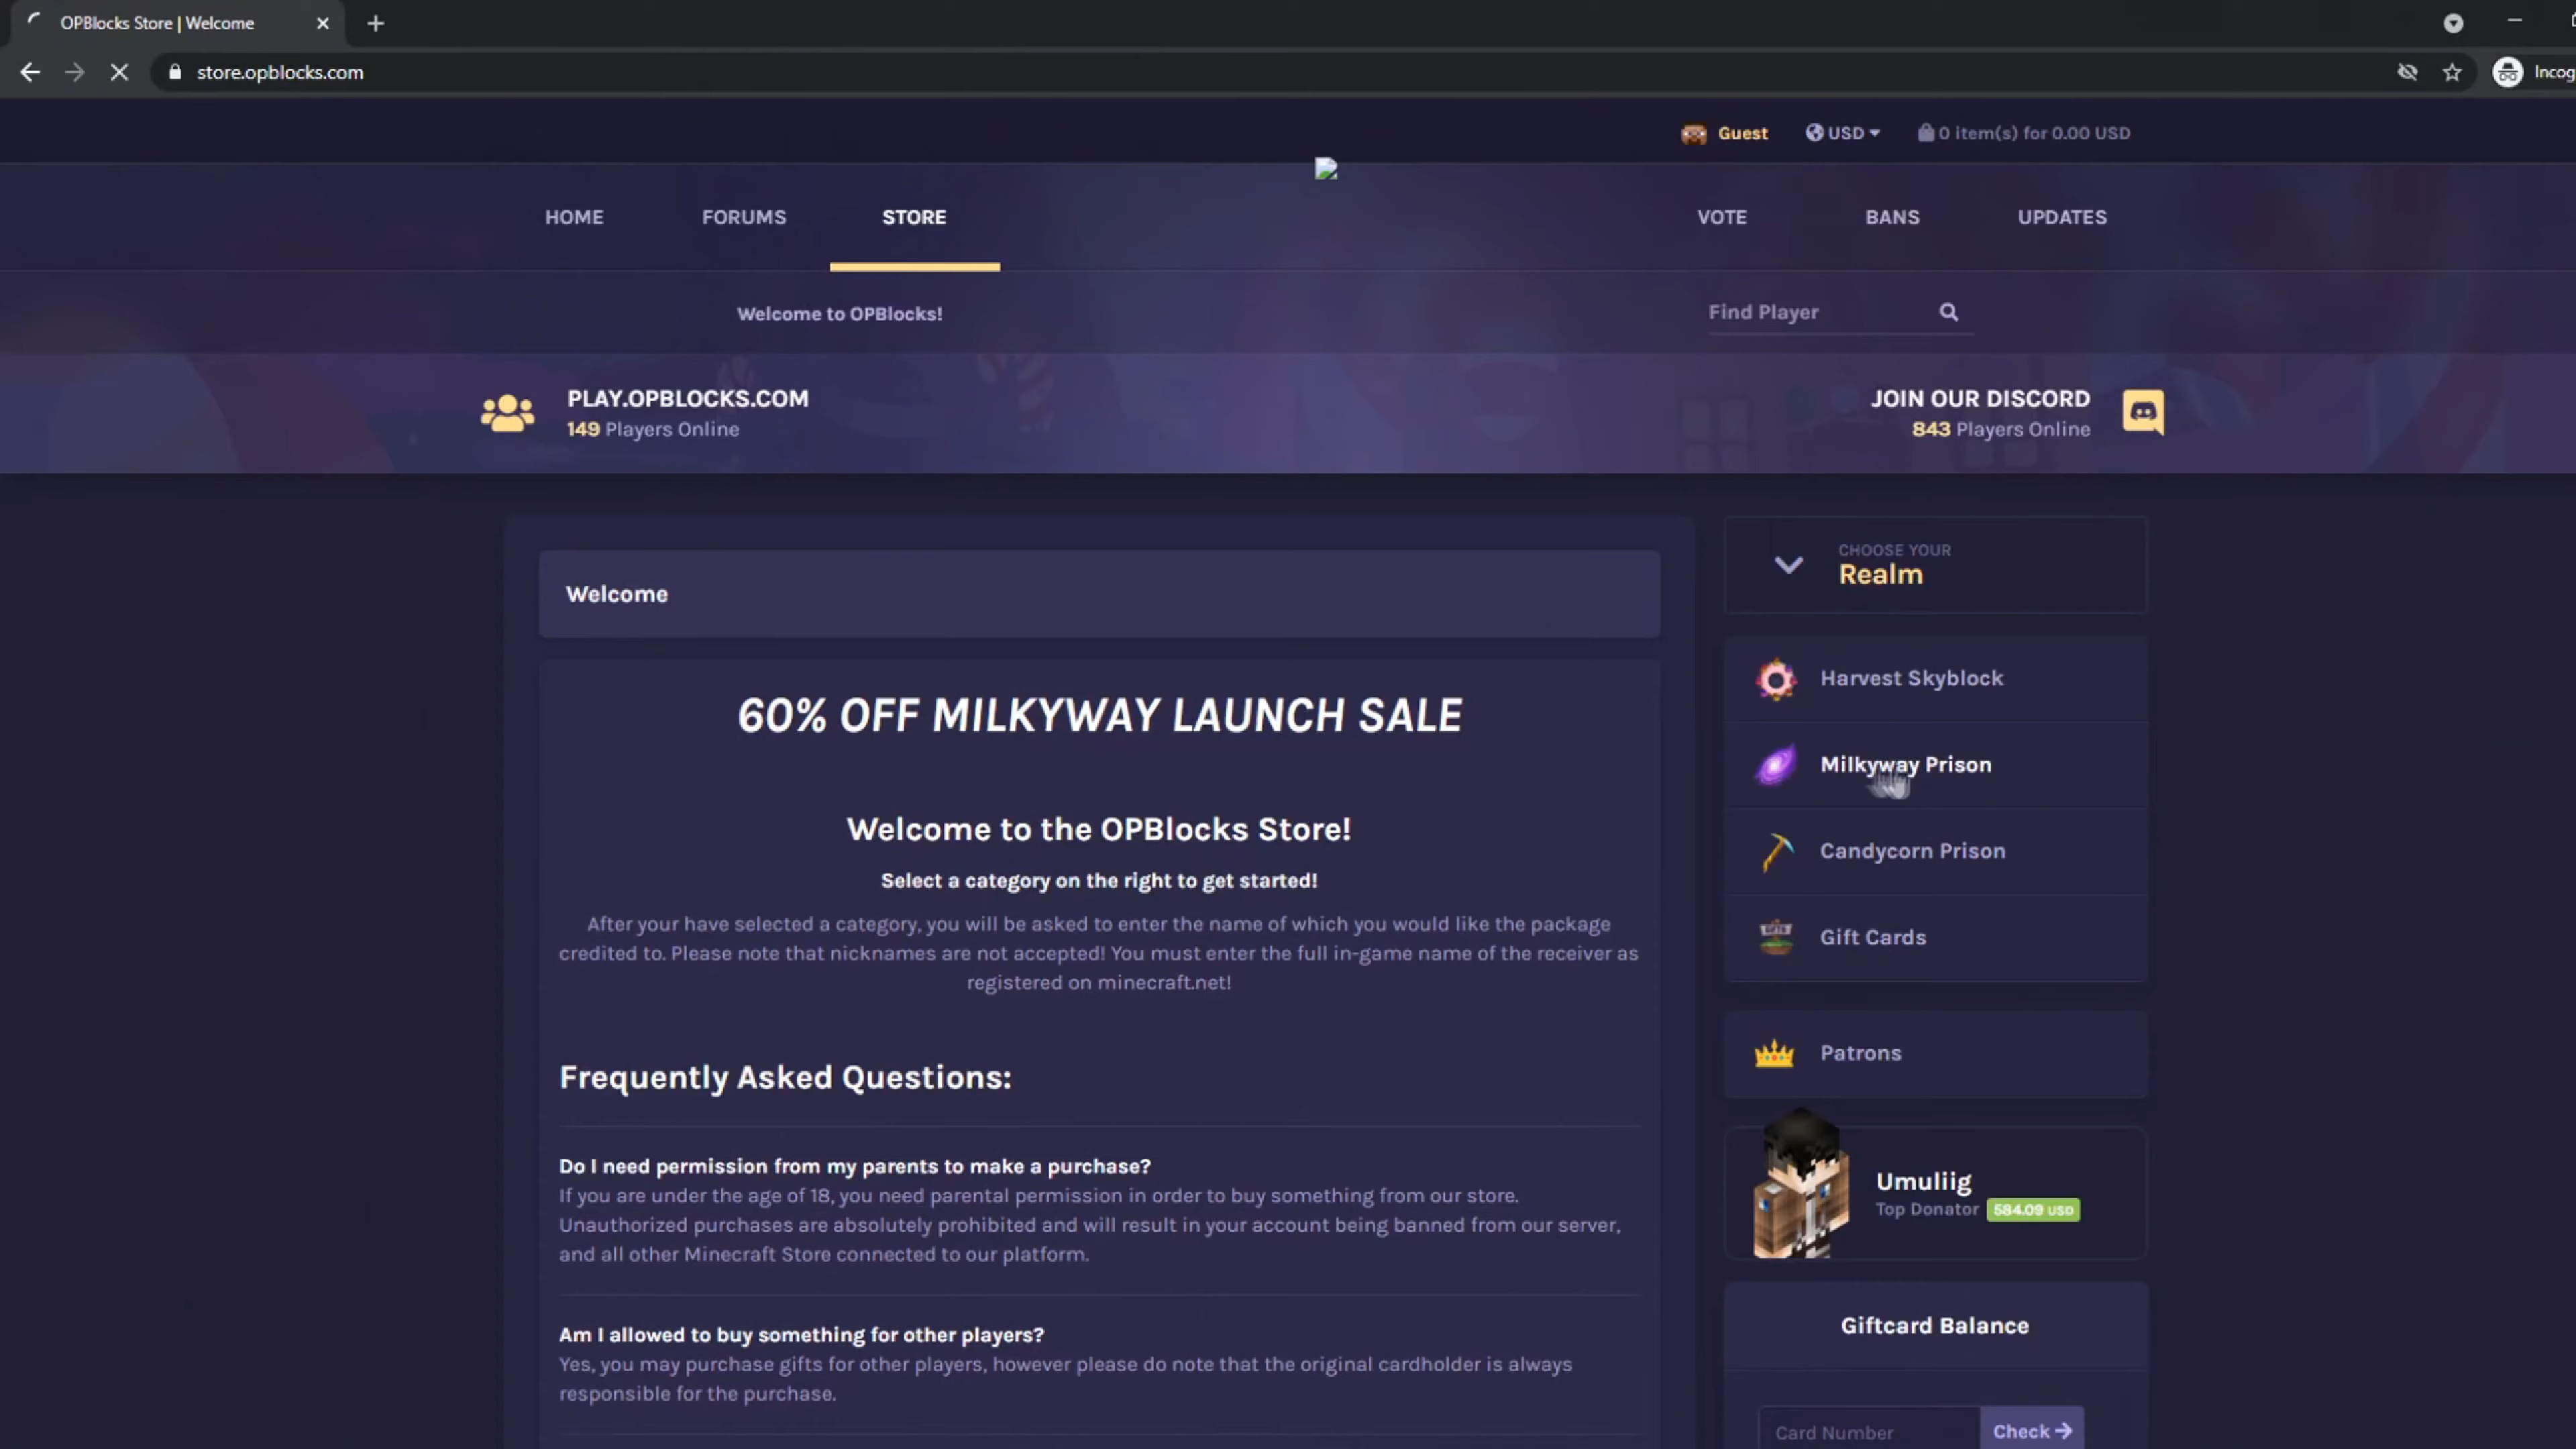 OPBlocks Store | Welcome
store.opblocks.com
Incog
Guest
USD
0 item(s) for 0.00 USD
HOME
FORUMS
STORE
VOTE
BANS
UPDATES
Welcome to OPBlocks!
Find Player
PLAY.OPBLOCKS.COM
149 Players Online
JOIN OUR DISCORD
843 Players Online
Welcome
60% OFF MILKYWAY LAUNCH SALE
Welcome to the OPBlocks Store!
Select a category on the right to get started!
After your have selected a category, you will be asked to enter the name of which you would like the package
credited to. Please note that nicknames are not accepted! You must enter the full in-game name of the receiver as
registered on minecraft.net!
Frequently Asked Questions:
Do I need permission from my parents to make a purchase?
If you are under the age of 18, you need parental permission in order to buy something from our store.
Unauthorized purchases are absolutely prohibited and will result in your account being banned from our server,
and all other Minecraft Store connected to our platform.
Am I allowed to buy something for other players?
Yes, you may purchase gifts for other players, however please do note that the original cardholder is always
responsible for the purchase.
CHOOSE YOUR
Realm
Harvest Skyblock
Milkyway Prison
Candycorn Prison
Gift Cards
Patrons
Umuliig
Top Donator 584.09 USD
Giftcard Balance
Card Number
Check